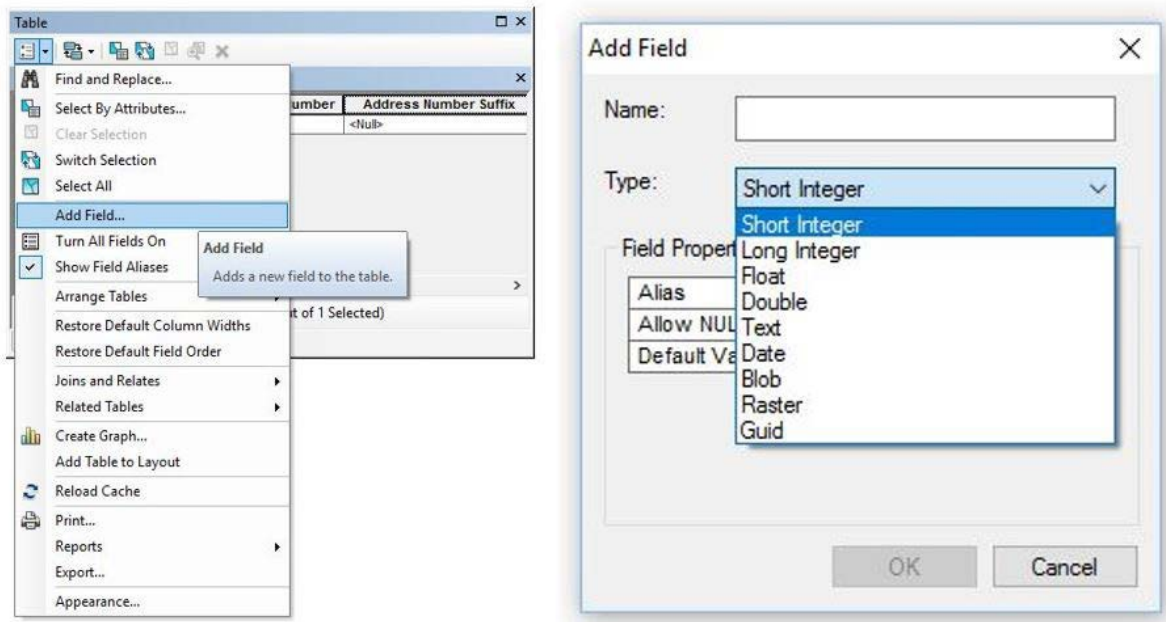 Table
Find and Replace...
umber
Address Number Suffix
Select By Attributes...
<Null>
Clear Selection
Switch Selection
Select All
Add Field...
Turn All Fields On
Add Field
Adds a new field to the table.
Show Field Aliases
Arrange Tables
t of 1 Selected)
Restore Default Column Widths
Restore Default Field Order
Joins and Relates
Related Tables
Create Graph...
Add Table to Layout
Reload Cache
Print...
Reports
Export...
Appearance...
Add Field
Name:
Type:
Short Integer
Short Integer
Field Propert
Long Integer
Float
Alias
Double
Allow NUL
Text
Default Va
Date
Blob
Raster
Guid
OK
Cancel